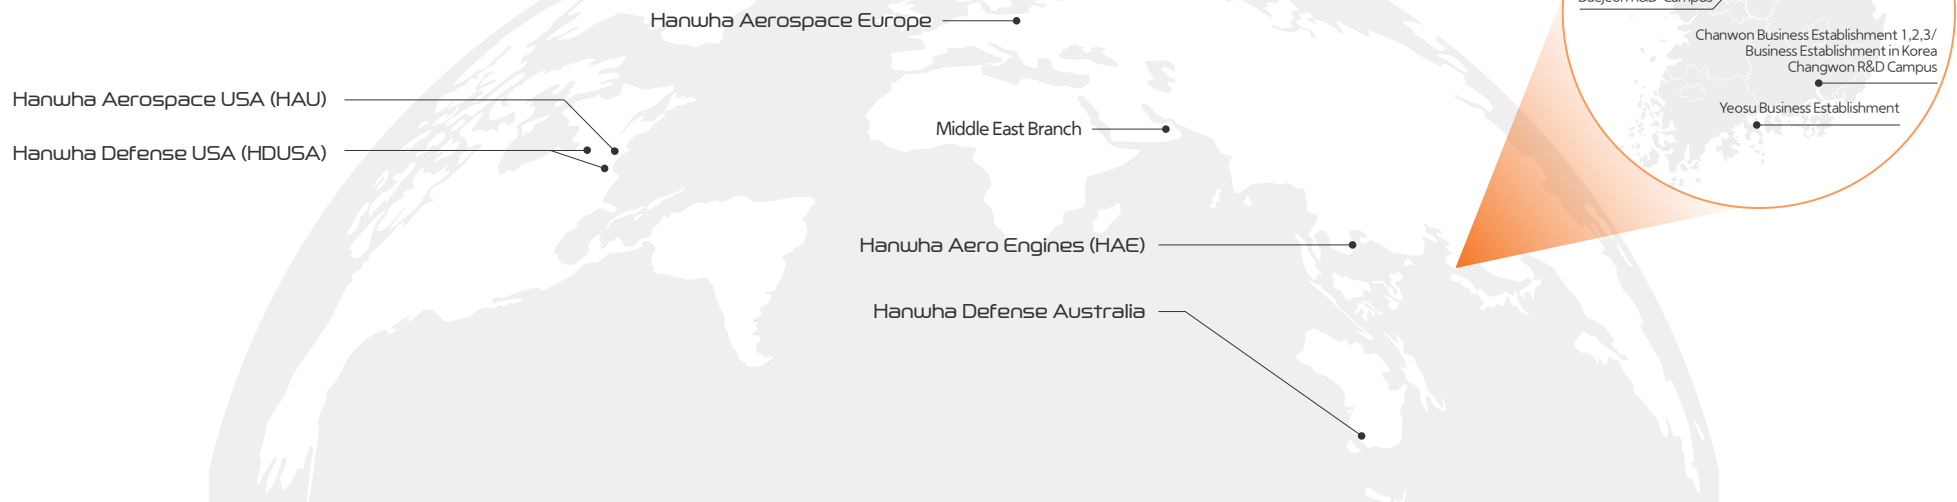 Hanwha Aerospace Europe
Hanwha Aerospace USA (HAU)
Hanwha Defense USA (HDUSA)
Middle East Branch
Hanwha Aero Engines (HAE)
Hanwha Defense Australia
Campus
Chanwon Business Establishment 1,2,3/
Business Establishment in Korea
Changwon R&D Campus
Yeosu Business Establishment